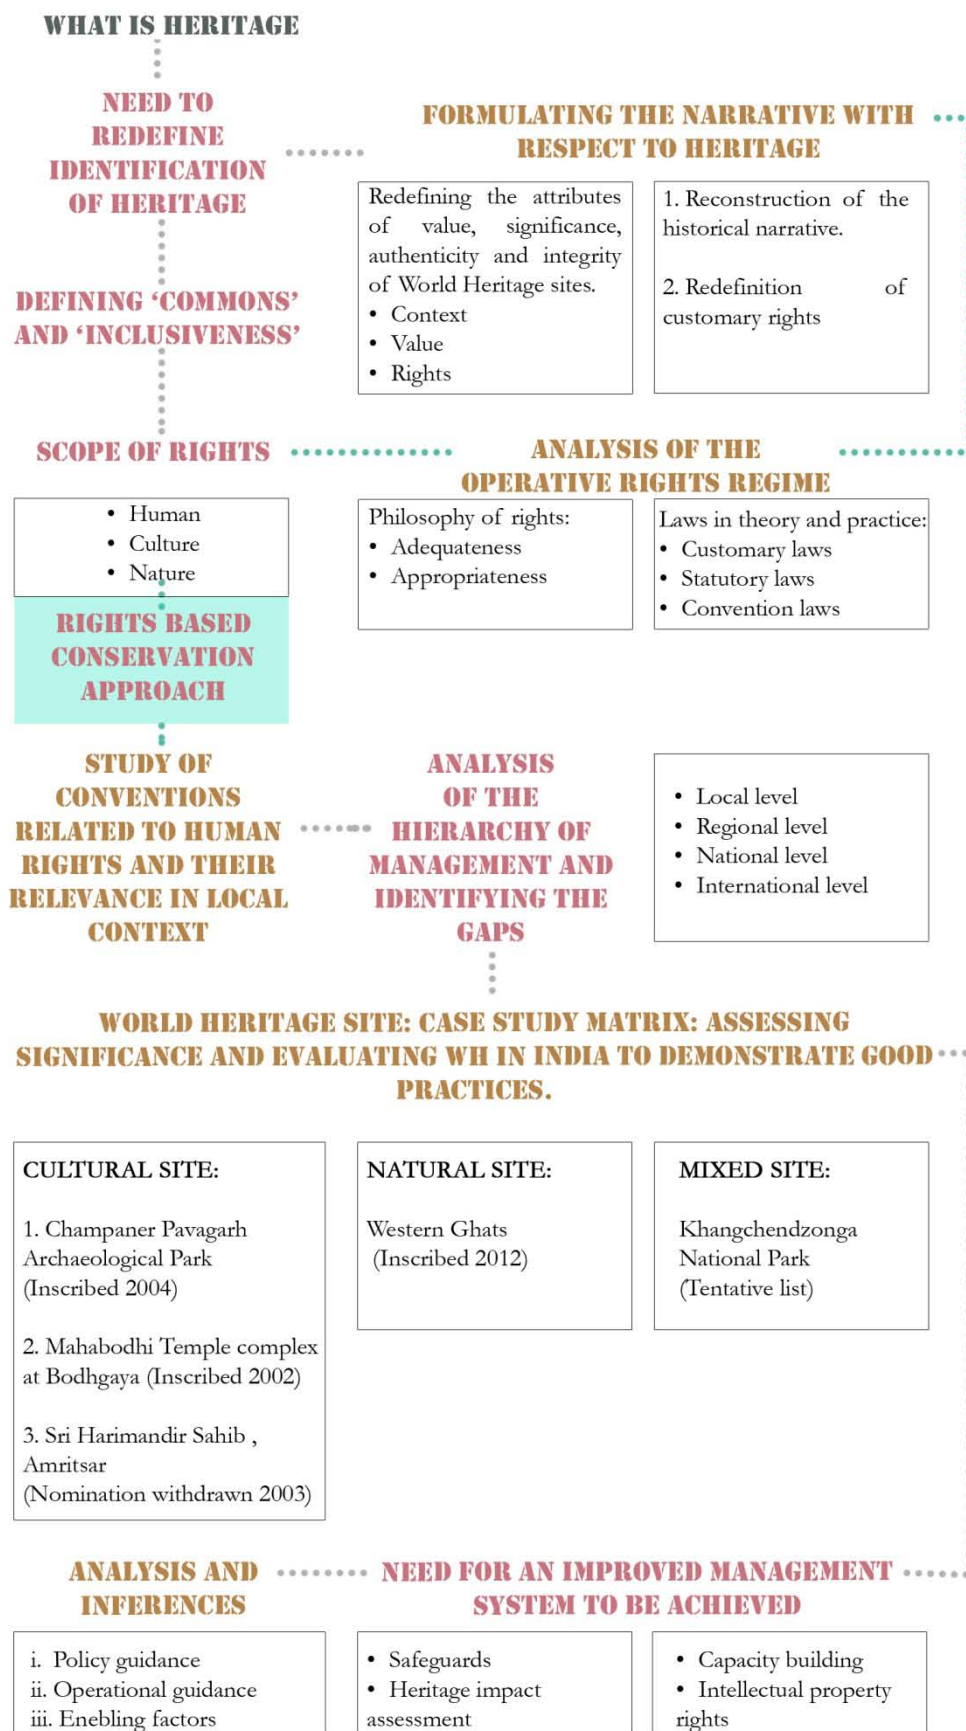 WHAT IS HERITAGE
NEED TO
REDEFINE
IDENTIFICATION
OF HERITAGE
FORMULATING THE NARRATIVE WITH
RESPECT TO HERITAGE
Redefining the attributes
of value, significance,
authenticity and integrity
of World Heritage sites.
• Context
• Value
• Rights
1. Reconstruction of the
historical narrative.
2. Redefinition of
customary rights
DEFINING ‘COMMONS’
AND ‘INCLUSIVENESS’
SCOPE OF RIGHTS
ANALYSIS OF THE
OPERATIVE RIGHTS REGIME
• Human
• Culture
• Nature
Philosophy of rights:
• Adequateness
• Appropriateness
Laws in theory and practice:
• Customary laws
• Statutory laws
• Convention laws
RIGHTS BASED
CONSERVATION
APPROACH
STUDY OF
CONVENTIONS
RELATED TO HUMAN
RIGHTS AND THEIR
RELEVANCE IN LOCAL
CONTEXT
ANALYSIS
OF THE
HIERARCHY OF
MANAGEMENT AND
IDENTIFYING THE
GAPS
• Local level
• Regional level
• National level
• International level
WORLD HERITAGE SITE: CASE STUDY MATRIX: ASSESSING
SIGNIFICANCE AND EVALUATING WH IN INDIA TO DEMONSTRATE GOOD
PRACTICES.
CULTURAL SITE:
1. Champaner Pavagarh
Archaeological Park
(Inscribed 2004)
2. Mahabodhi Temple complex
at Bodhgaya (Inscribed 2002)
3. Sri Harimandir Sahib ,
Amritsar
(Nomination withdrawn 2003)
NATURAL SITE:
Western Ghats
(Inscribed 2012)
MIXED SITE:
Khangchendzonga
National Park
(Tentative list)
ANALYSIS AND
INFERENCES
NEED FOR AN IMPROVED MANAGEMENT
SYSTEM TO BE ACHIEVED
i. Policy guidance
ii. Operational guidance
iii. Enebling factors
• Safeguards
• Heritage impact
assessment
• Capacity building
• Intellectual property
rights